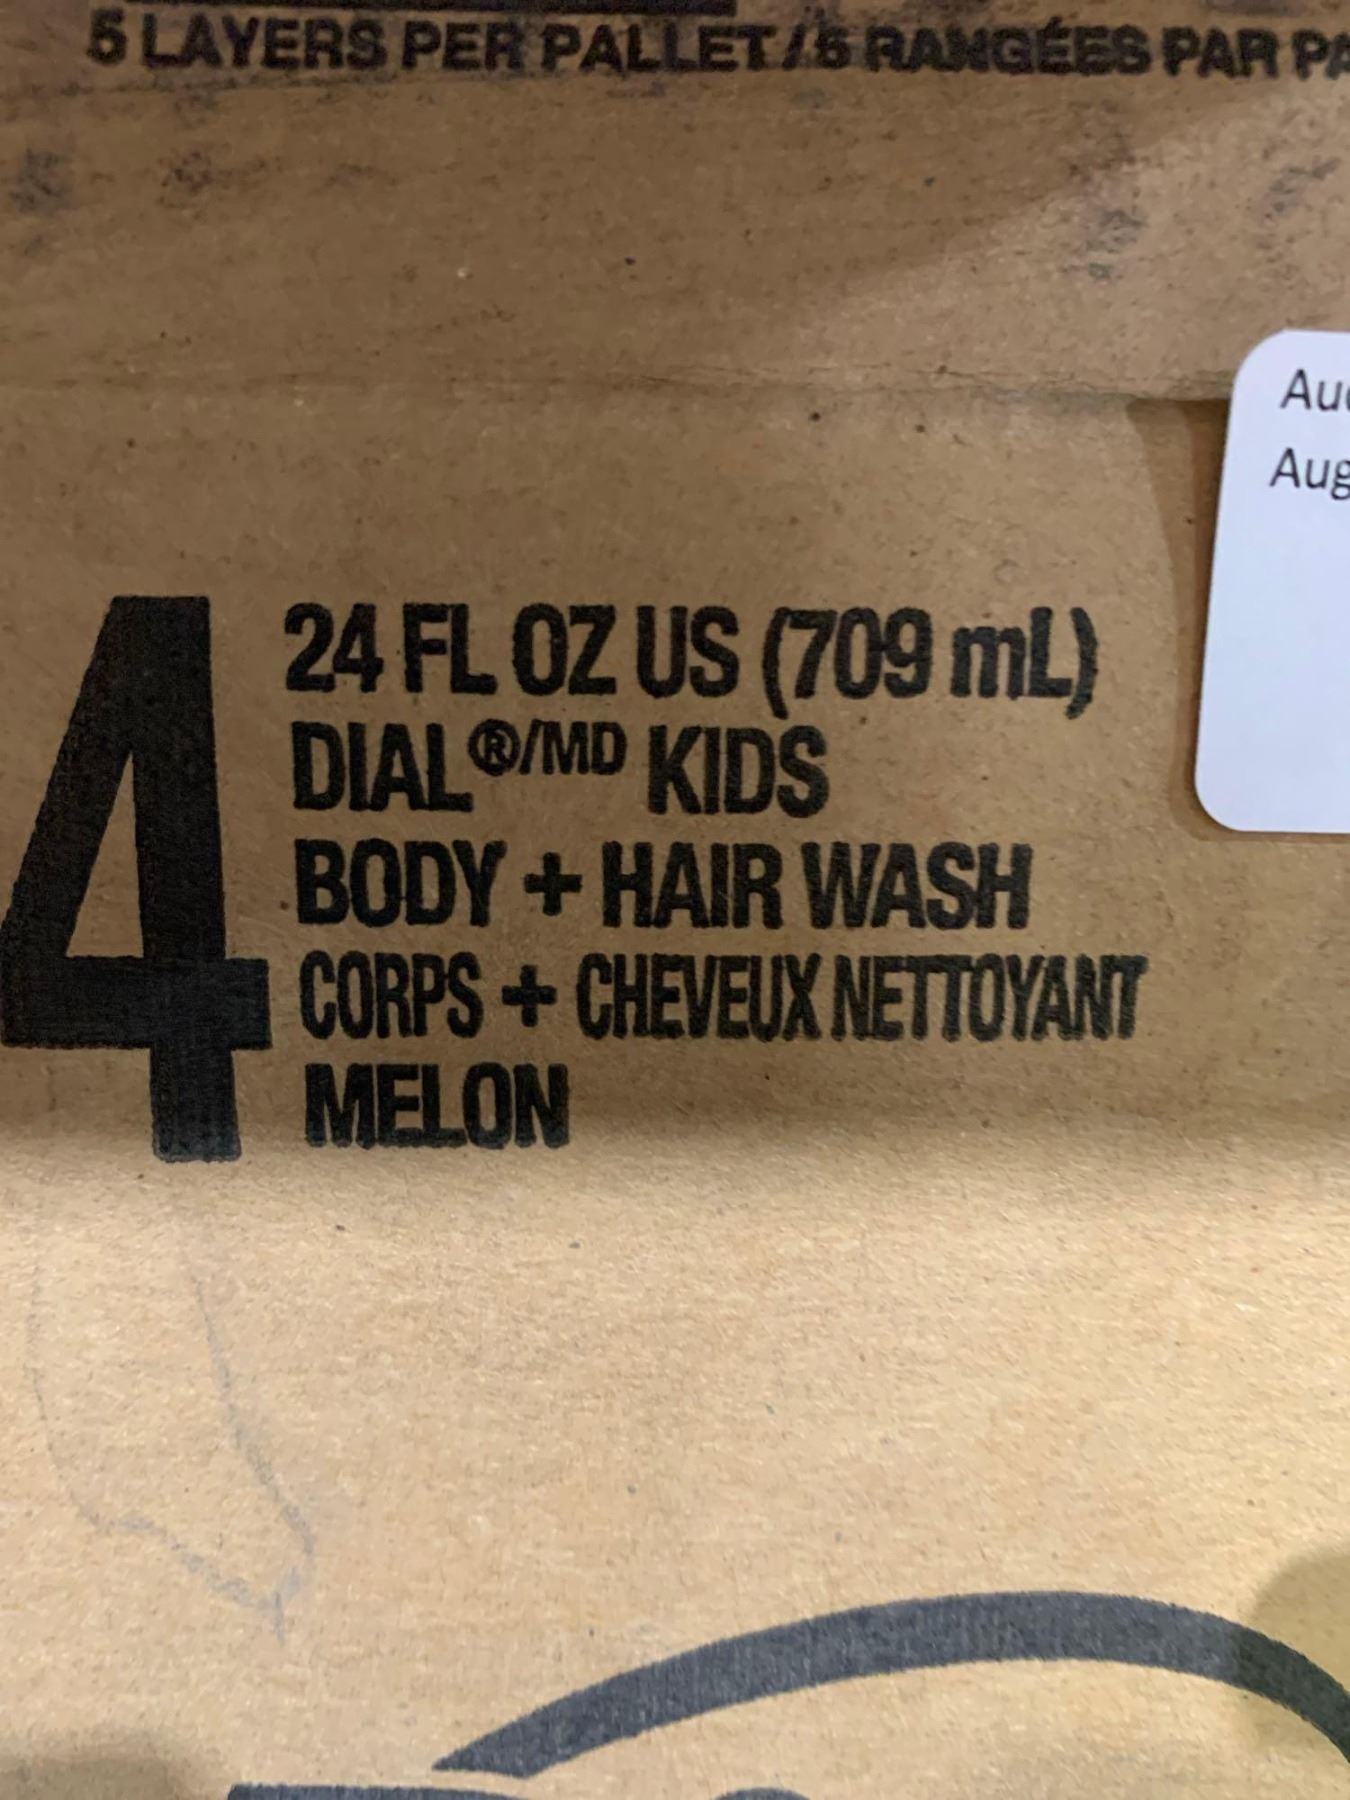 5 LAYERS PER PALLET / 5 RANGÉES PAR
Aug
4
24 FL OZ US (709 mL)
DIAL®/MD KIDS
BODY + HAIR WASH
CORPS + CHEVEUX NETTOYANT
MELON